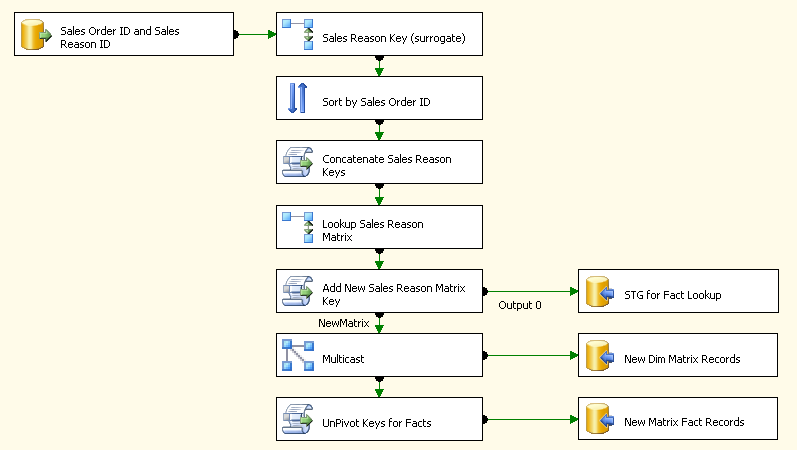 Sales Order ID and Sales
Reason ID
Sales Reason Key (surrogate)
Sort by Sales Order ID
Concatenate Sales Reason
Keys
Lookup Sales Reason
Matrix
Add New Sales Reason Matrix
Key
Output 0
STG for Fact Lookup
NewMatrix
Multicast
New Dim Matrix Records
UnPivot Keys for Facts
New Matrix Fact Records